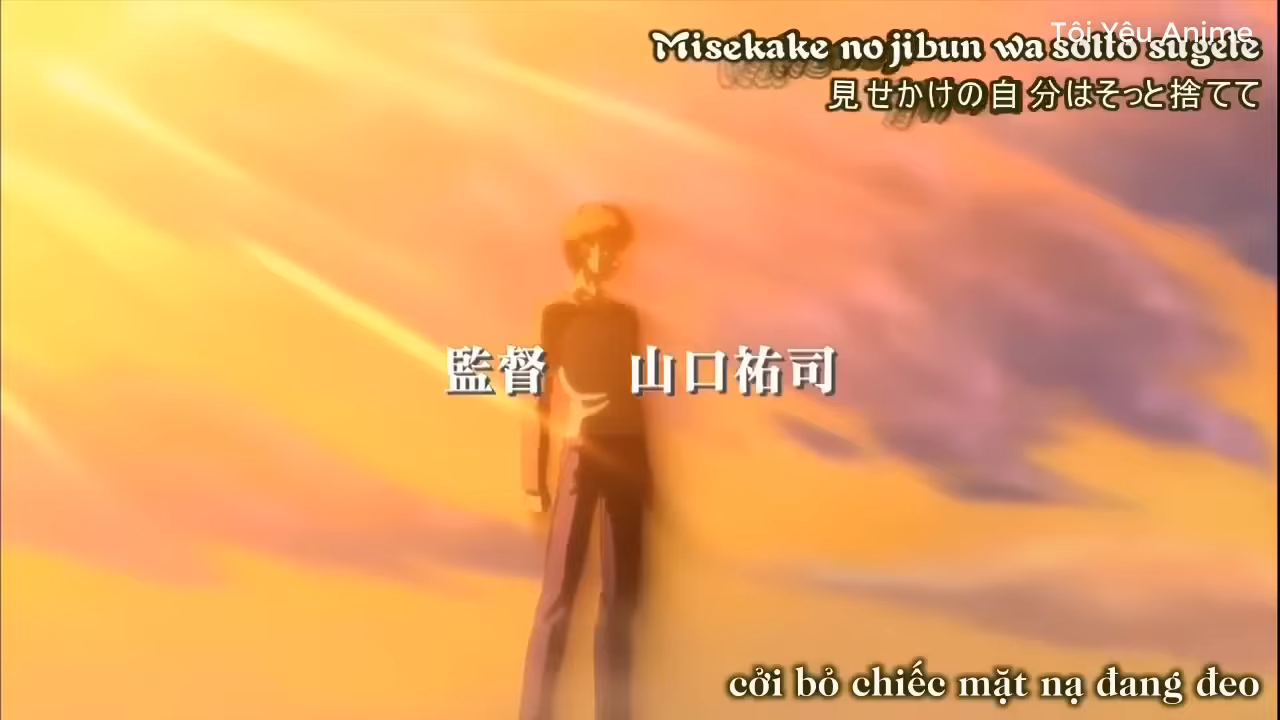 Tôi Yêu Anime
Misekake no jibun wa sotto sugete
見せかけの自分はそっと捨てて
監督 山口祐司
cởi bỏ chiếc mặt nạ đang đeo